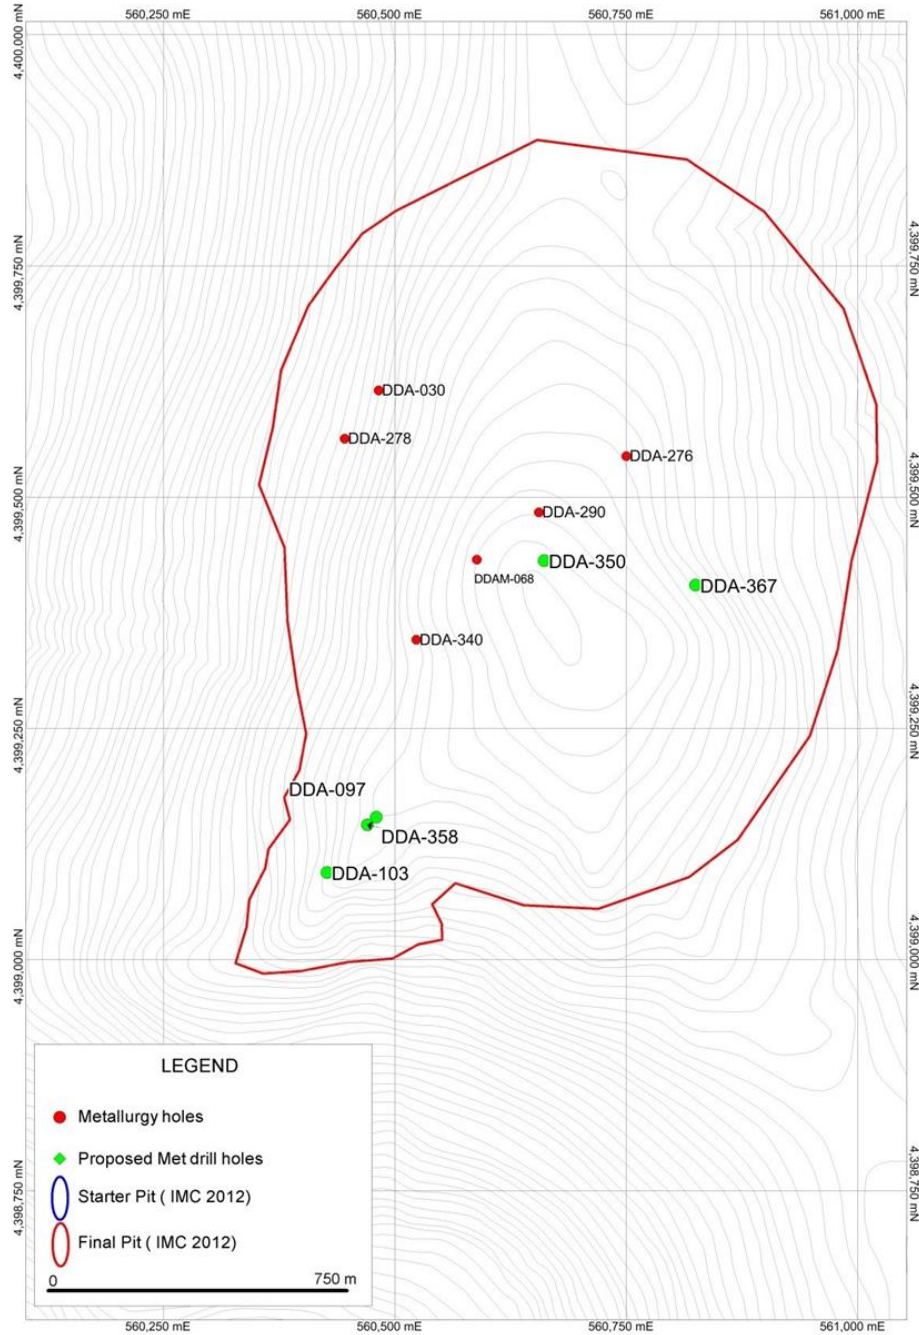 560,250 mE
560,500 mE
560,750 mE
561,000 mE
4,400,000 mN
4,399,750 mN
4,399,750 mN
DDA-030
DDA-278
DDA-276
4,399,500 mN
4,399,500 mN
DDA-290
DDA-350
DDAM-068
DDA-367
DDA-340
4,399,250 mN
4,399,250 mN
DDA-097
DDA-358
DDA-103
4,399,000 mN
4,399,000 mN
LEGEND
Metallurgy holes
Proposed Met drill holes
Starter Pit ( IMC 2012)
Final Pit ( IMC 2012)
0
750 m
4,398,750 mN
4,398,750 mN
560,250 mE
560,500 mE
560,750 mE
561,000 mE